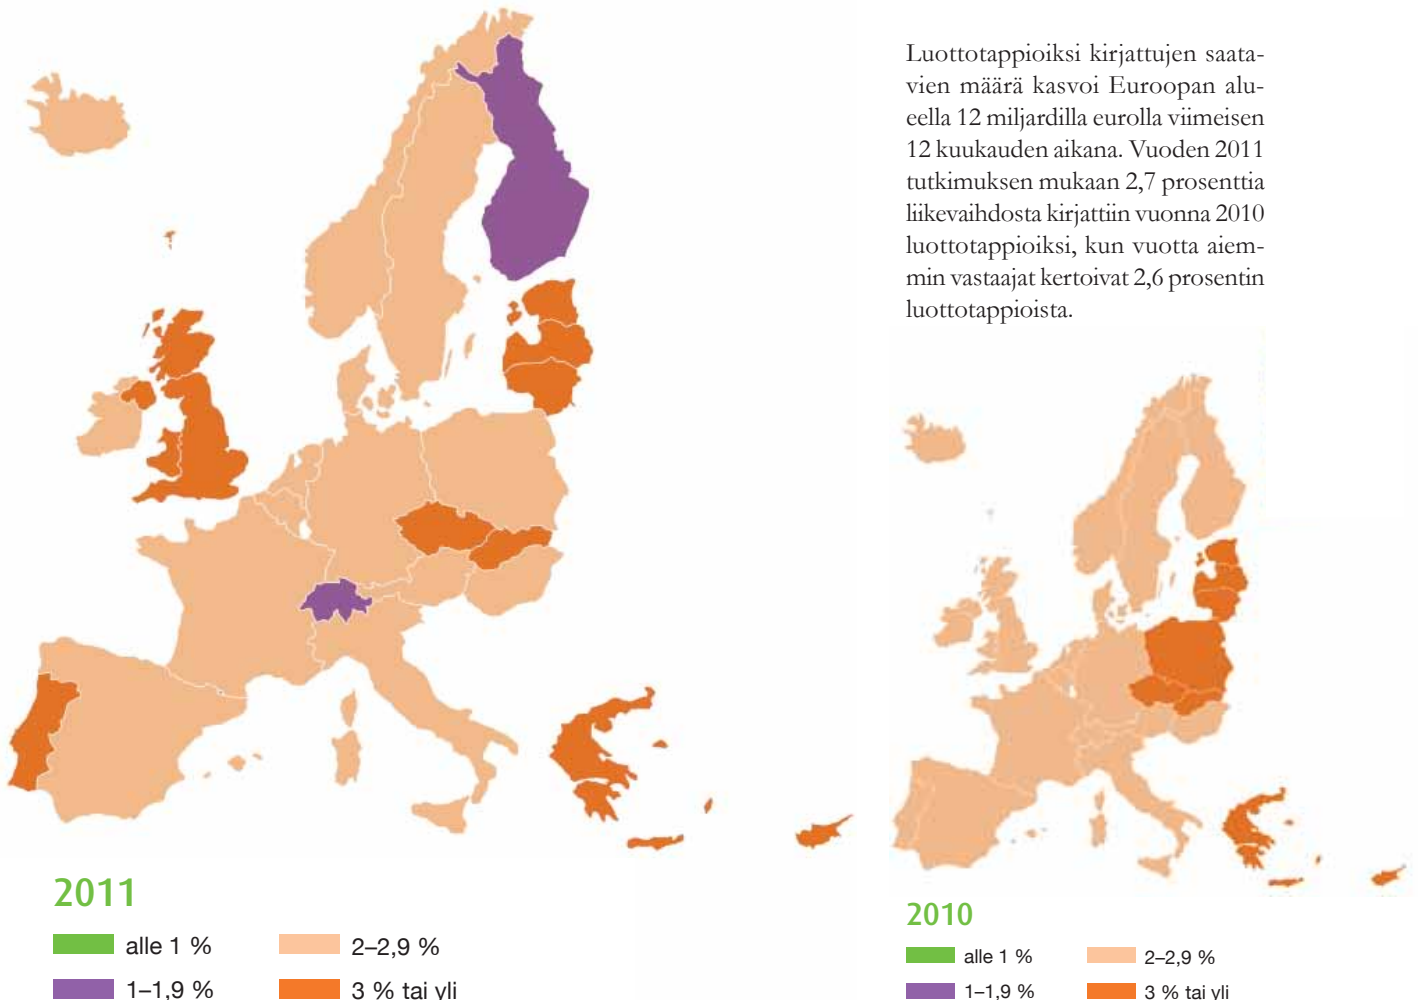 Luottotappioiksi kirjattujen saata-
vien määrä kasvoi Euroopan alu-
eella 12 miljardilla eurolla viimeisen
12 kuukauden aikana. Vuoden 2011
tutkimuksen mukaan 2,7 prosenttia
liikevaihdosta kirjattiin vuonna 2010
luottotappioiksi, kun vuotta aiem-
min vastaajat kertoivat 2,6 prosentin
luottotappioista.
2011
alle 1 %
2–2,9 %
1–1,9 %
3 % tai yli
2010
alle 1 %
2–2,9 %
1–1,9 %
3 % tai yli